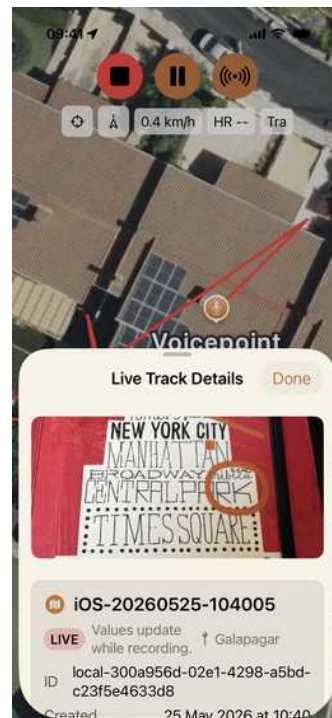 09:41
0.4 km/h
HR --
Tra
Voicepoint
Live Track Details
Done
NEW YORK CITY
MANHATTAN
BROADWAY
CENTRALPARK
TIMES SQUARE
iOS-20260525-104005
LIVE
Values update
while recording.
Galapagar
ID
local-300a956d-02e1-4298-a5bd-
c23f5e4633d8
Created
25 May 2026 at 10:40